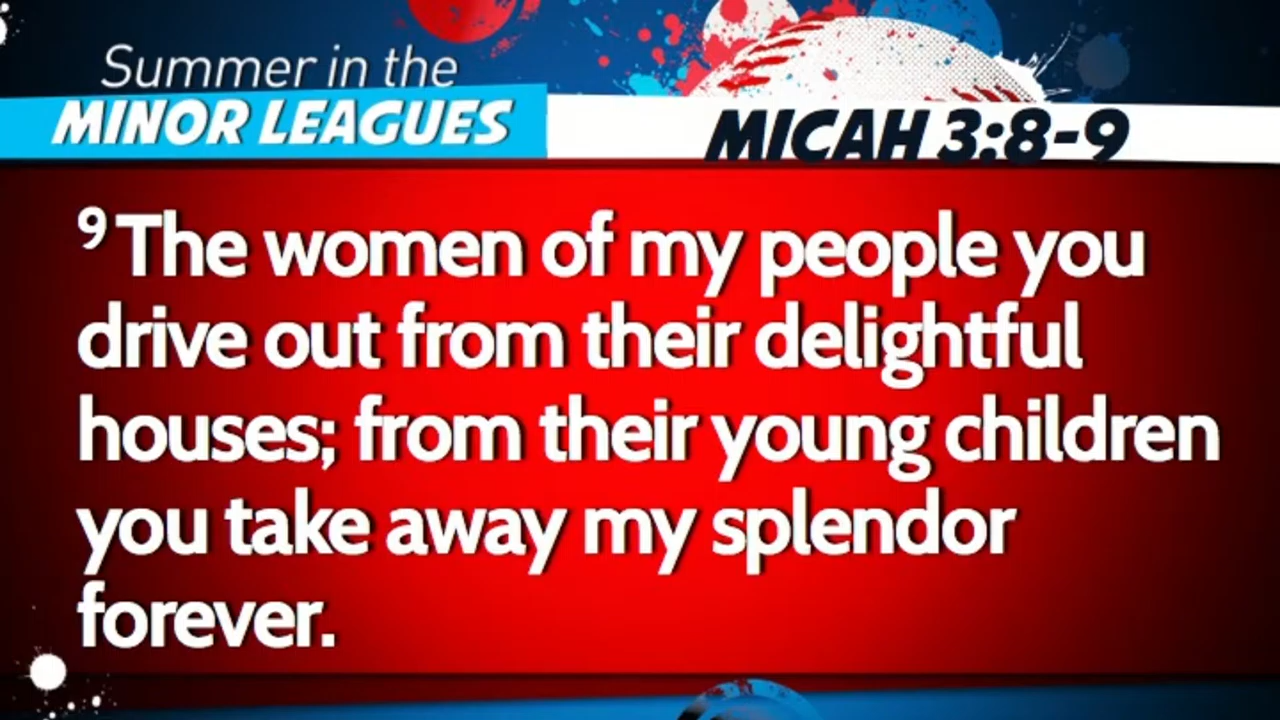 Summer in the
MINOR LEAGUES
MICAH 3:8-9
9 The women of my people you
drive out from their delightful
houses; from their young children
you take away my splendor
forever.